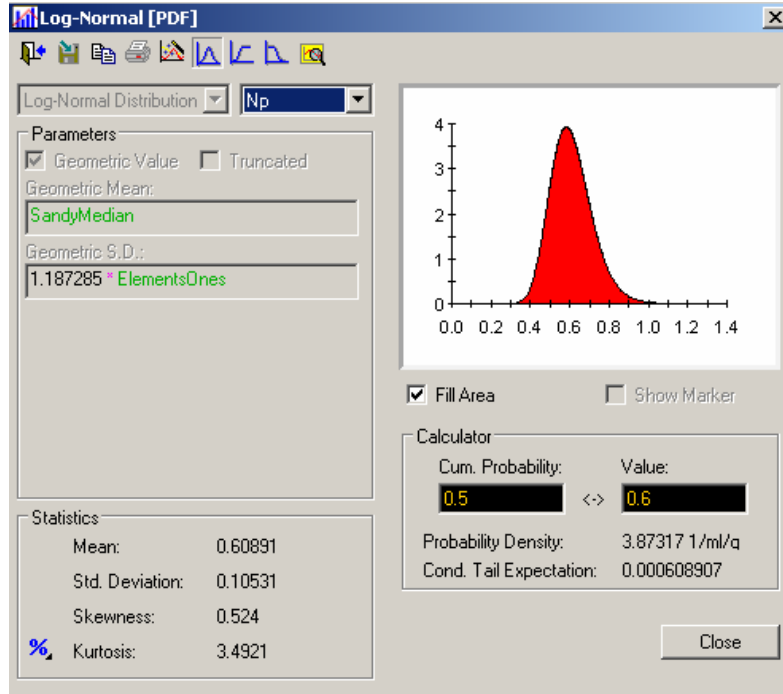 Log-Normal [PDF]
Log-Normal Distribution
Np
Parameters
Geometric Value
Truncated
Geometric Mean:
SandyMedian
Geometric S.D.:
1.187285 * ElementsOnes
4
3
2
1
0
0.0 0.2 0.4 0.6 0.8 1.0 1.2 1.4
Fill Area
Show Marker
Calculator
Cum. Probability: Value:
0.5 <-> 0.6
Probability Density: 3.87317 1/ml/q
Cond. Tail Expectation: 0.000608907
Statistics
Mean: 0.60891
Std. Deviation: 0.10531
Skewness: 0.524
%
Kurtosis: 3.4921
Close